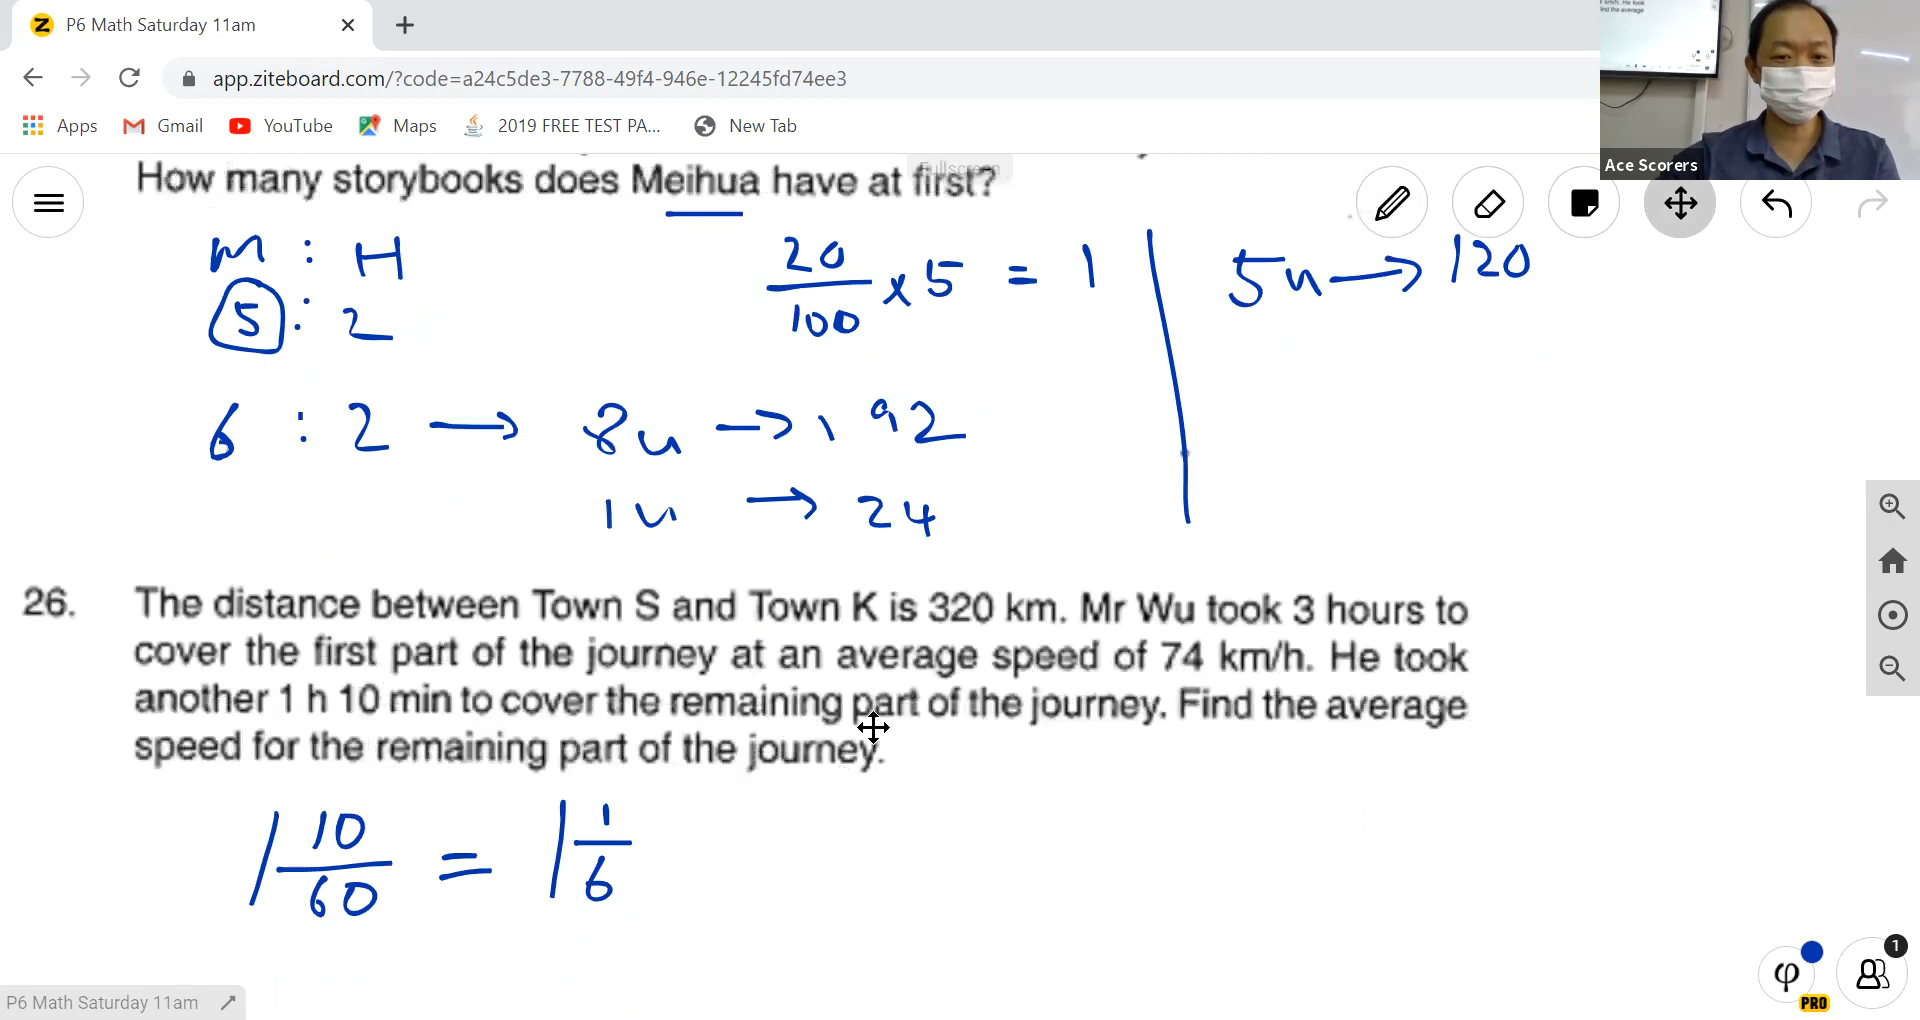 P6 Math Saturday 11am
app.ziteboard.com/?code=a24c5de3-7788-49f4-946e-12245fd74ee3
Apps Gmail YouTube Maps 2019 FREE TEST PA... New Tab
Ace Scorers
Fullscreen
How many storybooks does Meihua have at first?
M : H
5 : 2
20/100 × 5 = 1
5u → 120
6 : 2 → 8u → 192
1u → 24
26. The distance between Town S and Town K is 320 km. Mr Wu took 3 hours to
cover the first part of the journey at an average speed of 74 km/h. He took
another 1 h 10 min to cover the remaining part of the journey. Find the average
speed for the remaining part of the journey.
1 10/60 = 1 1/6
P6 Math Saturday 11am
φ PRO
1